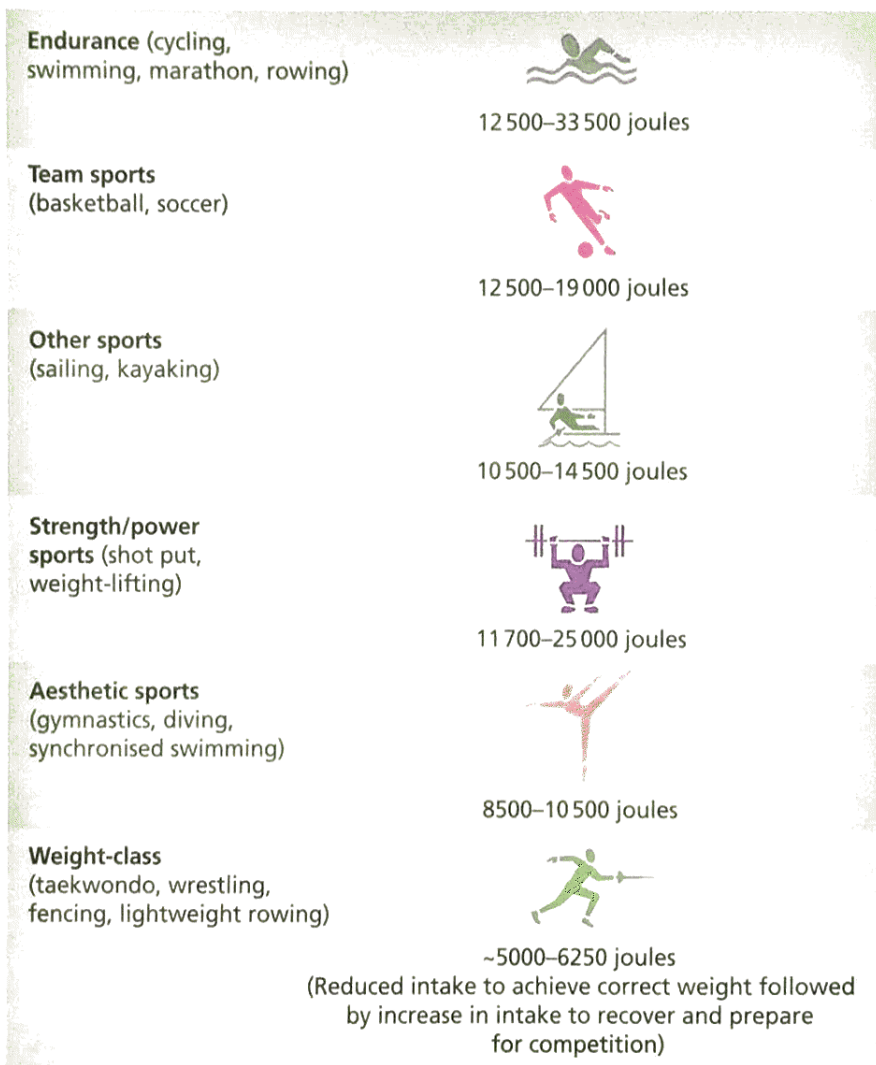 Endurance (cycling,
swimming, marathon, rowing)
12 500–33 500 joules
Team sports
(basketball, soccer)
12 500–19 000 joules
Other sports
(sailing, kayaking)
10 500–14 500 joules
Strength/power
sports (shot put,
weight-lifting)
11 700–25 000 joules
Aesthetic sports
(gymnastics, diving,
synchronised swimming)
8500–10 500 joules
Weight-class
(taekwondo, wrestling,
fencing, lightweight rowing)
~5000–6250 joules
(Reduced intake to achieve correct weight followed
by increase in intake to recover and prepare
for competition)